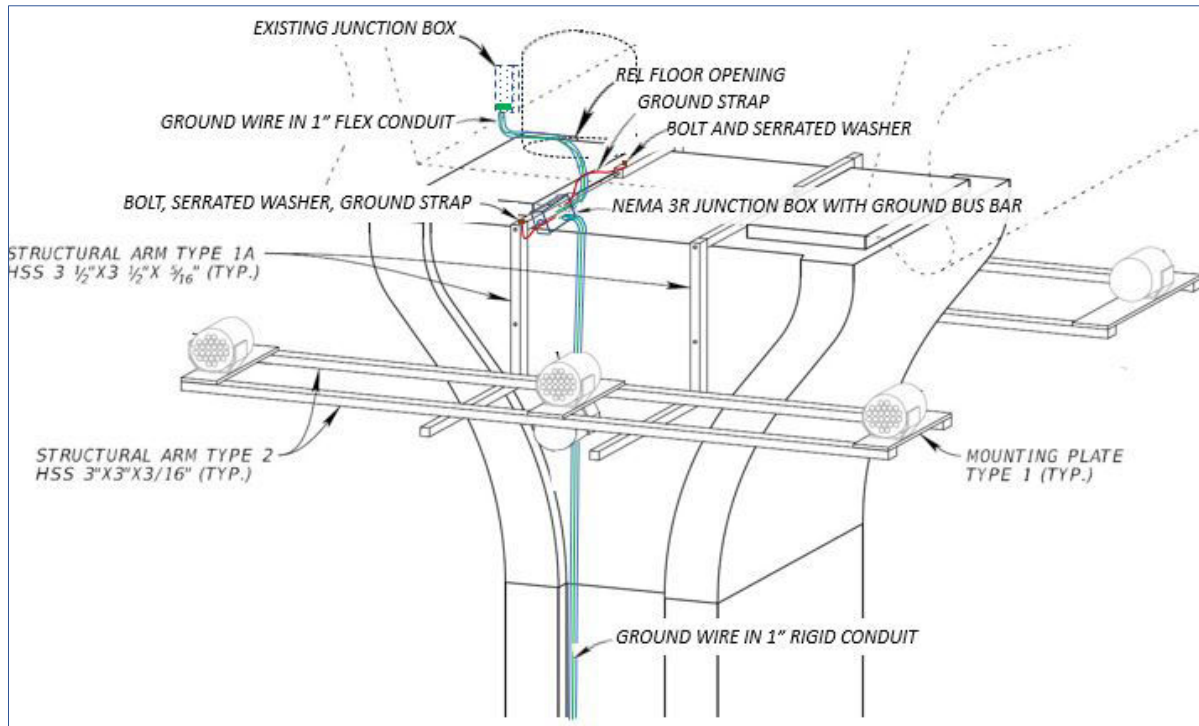 EXISTING JUNCTION BOX
REL FLOOR OPENING
GROUND STRAP
GROUND WIRE IN 1” FLEX CONDUIT
BOLT AND SERRATED WASHER
BOLT, SERRATED WASHER, GROUND STRAP
NEMA 3R JUNCTION BOX WITH GROUND BUS BAR
STRUCTURAL ARM TYPE 1A
HSS 3 ½"X3 ½"X 5⁄16" (TYP.)
STRUCTURAL ARM TYPE 2
HSS 3"X3"X3/16" (TYP.)
MOUNTING PLATE
TYPE 1 (TYP.)
GROUND WIRE IN 1” RIGID CONDUIT